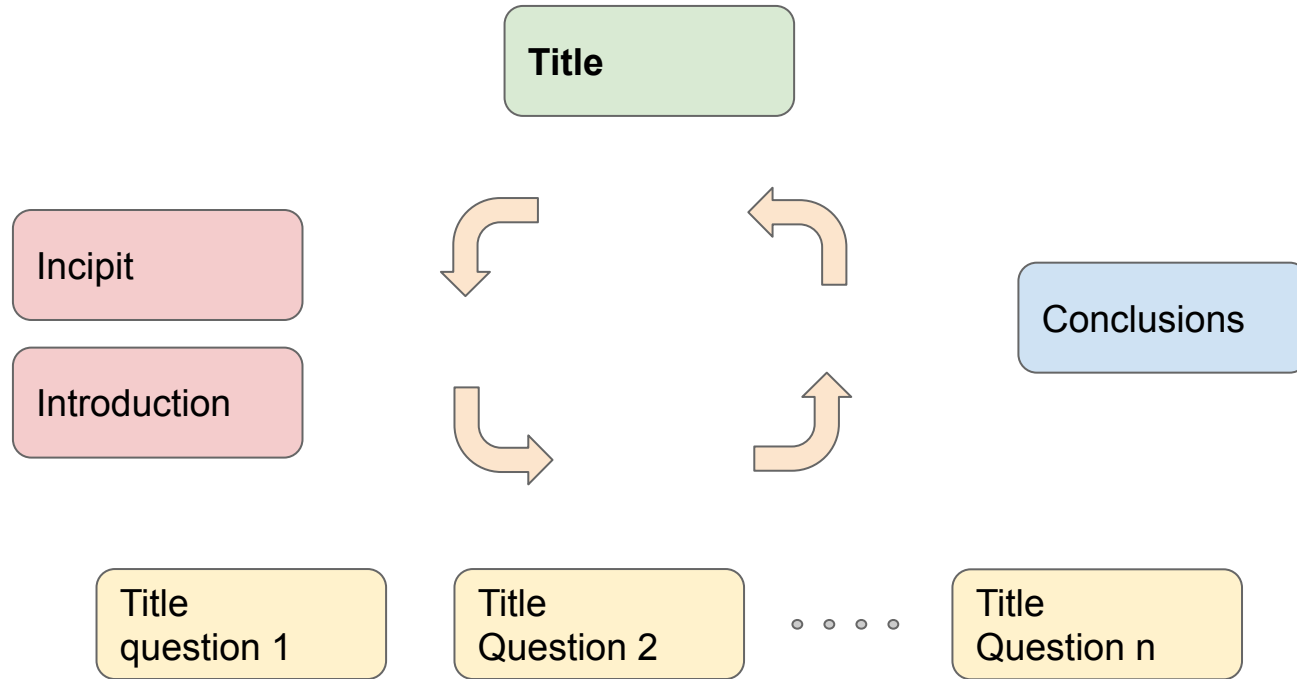 Title
Incipit
Introduction
Conclusions
Title
question 1
Title
Question 2
Title
Question n